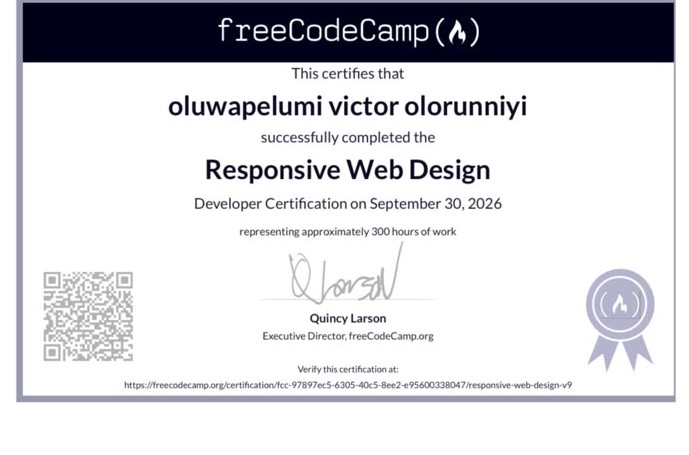 freeCodeCamp
This certifies that
oluwapelumi victor olorunniyi
successfully completed the
Responsive Web Design
Developer Certification on September 30, 2026
representing approximately 300 hours of work
Q Larson
Quincy Larson
Executive Director, freeCodeCamp.org
Verify this certification at:
https://freecodecamp.org/certification/fcc-97897ec5-6305-40c5-8ee2-e95600338047/responsive-web-design-v9